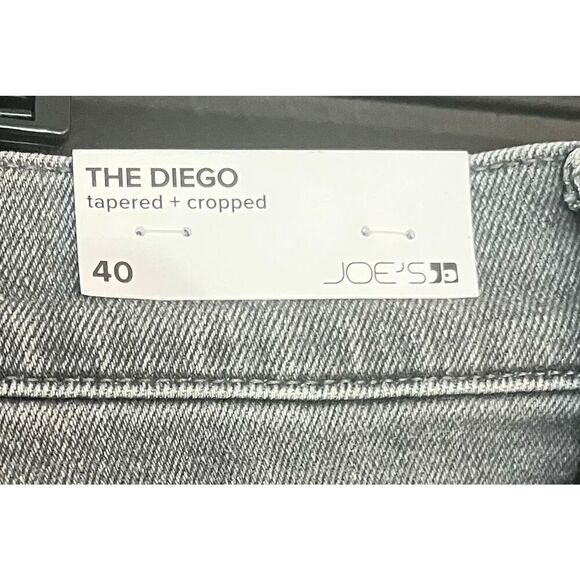 THE DIEGO
tapered + cropped
40 JOE'S